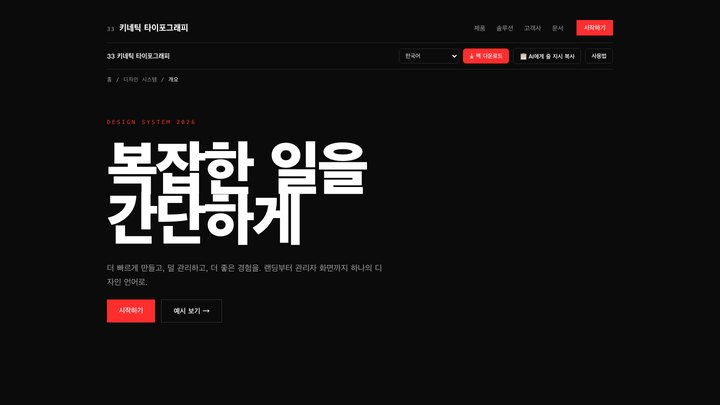 33 키네틱 타이포그래피
제품 솔루션 고객사 문서 시작하기
33 키네틱 타이포그래피
한국어 팩 다운로드 AI에게 줄 지시 복사 사용법
홈 / 디자인 시스템 / 개요
DESIGN SYSTEM 2026
복잡한 일을
간단하게
더 빠르게 만들고, 덜 관리하고, 더 좋은 경험을. 랜딩부터 관리자 화면까지 하나의 디
자인 언어로.
시작하기 예시 보기 →